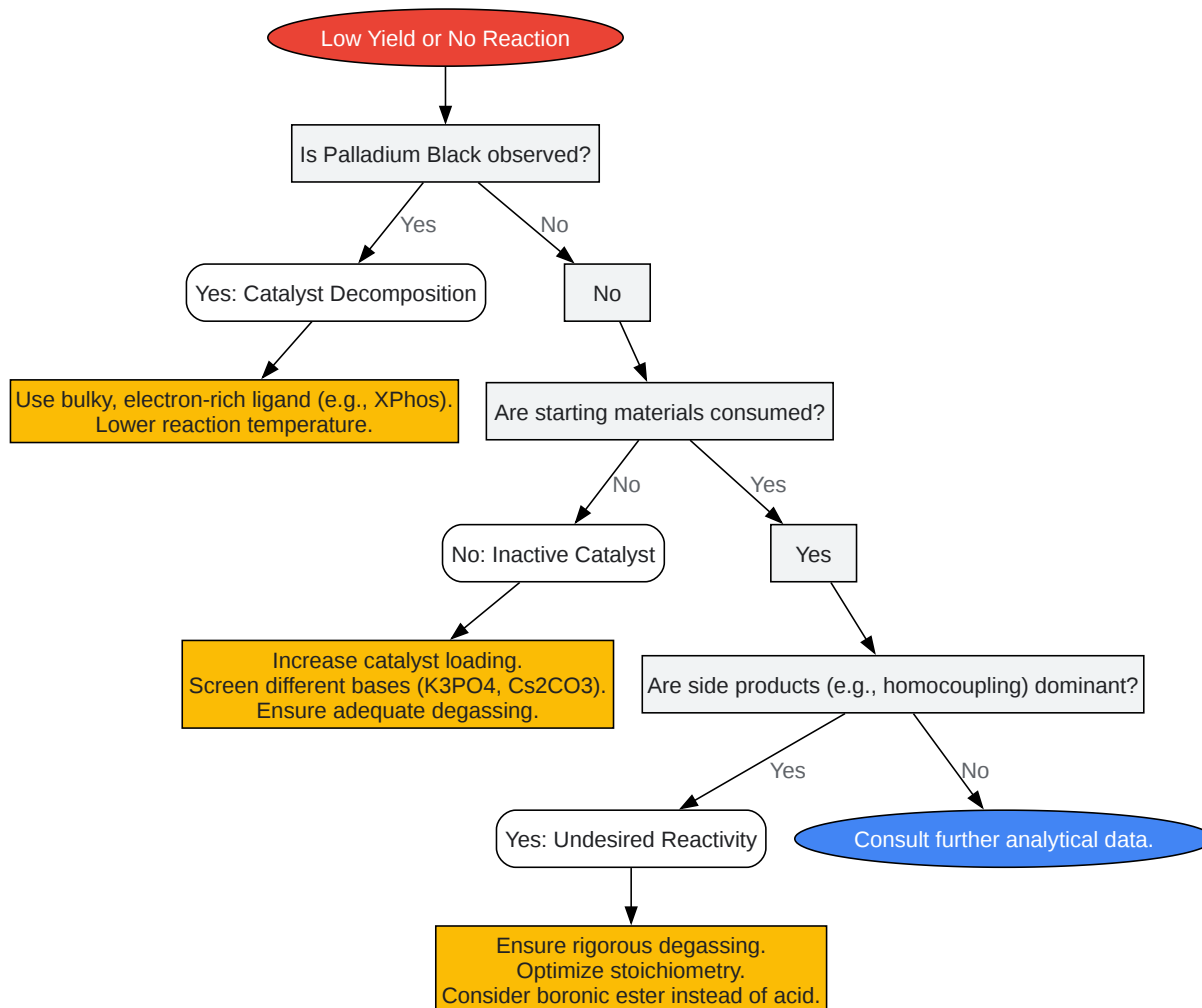 Low Yield or No Reaction
Is Palladium Black observed?
Yes
No
Yes: Catalyst Decomposition
No
Use bulky, electron-rich ligand (e.g., XPhos).
Lower reaction temperature.
Are starting materials consumed?
No
Yes
No: Inactive Catalyst
Yes
Increase catalyst loading.
Screen different bases (K3PO4, Cs2CO3).
Ensure adequate degassing.
Are side products (e.g., homocoupling) dominant?
Yes
No
Yes: Undesired Reactivity
Consult further analytical data.
Ensure rigorous degassing.
Optimize stoichiometry.
Consider boronic ester instead of acid.